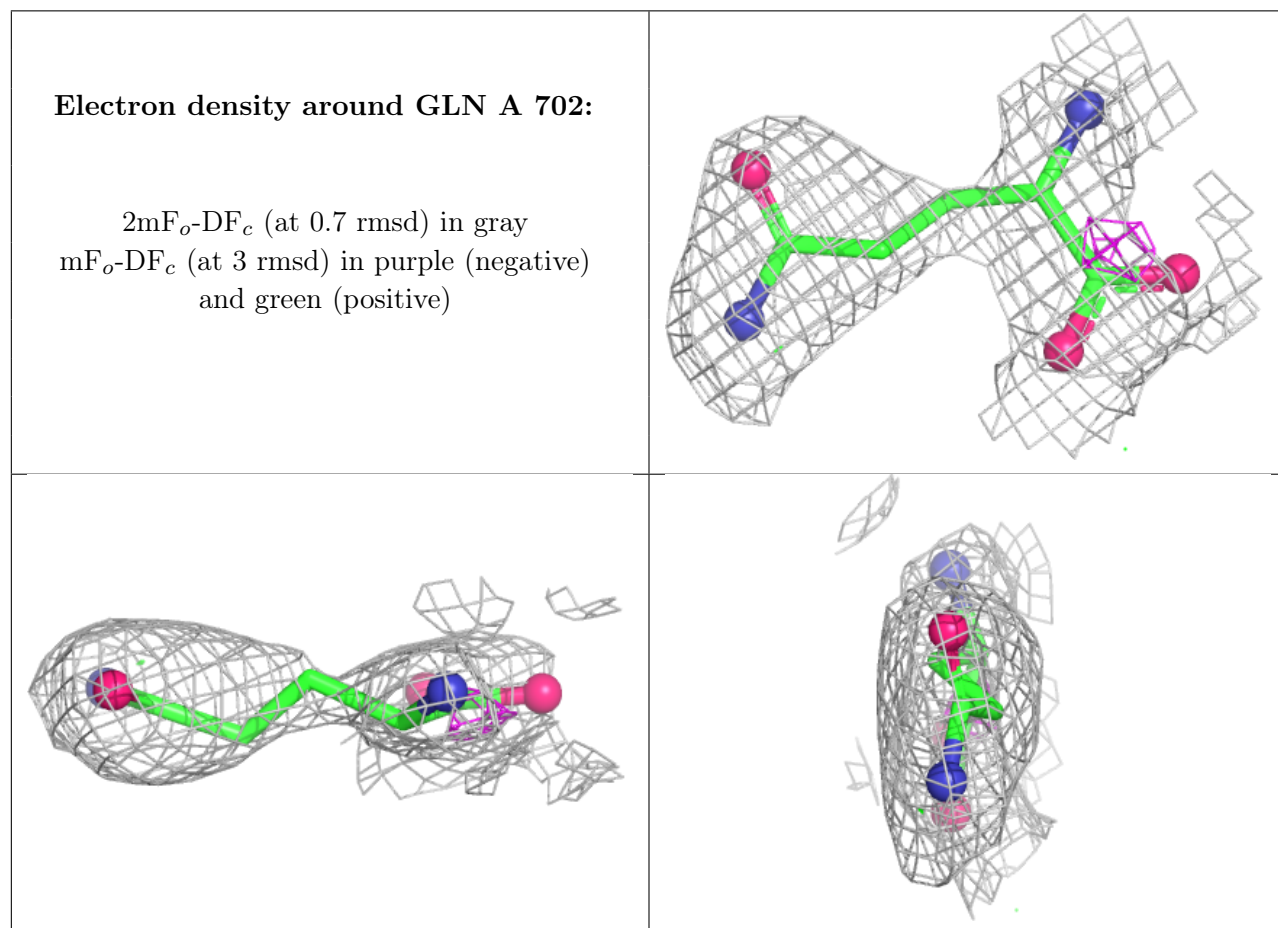 Electron density around GLN A 702:
2mFo-DFc (at 0.7 rmsd) in gray
mFo-DFc (at 3 rmsd) in purple (negative)
and green (positive)